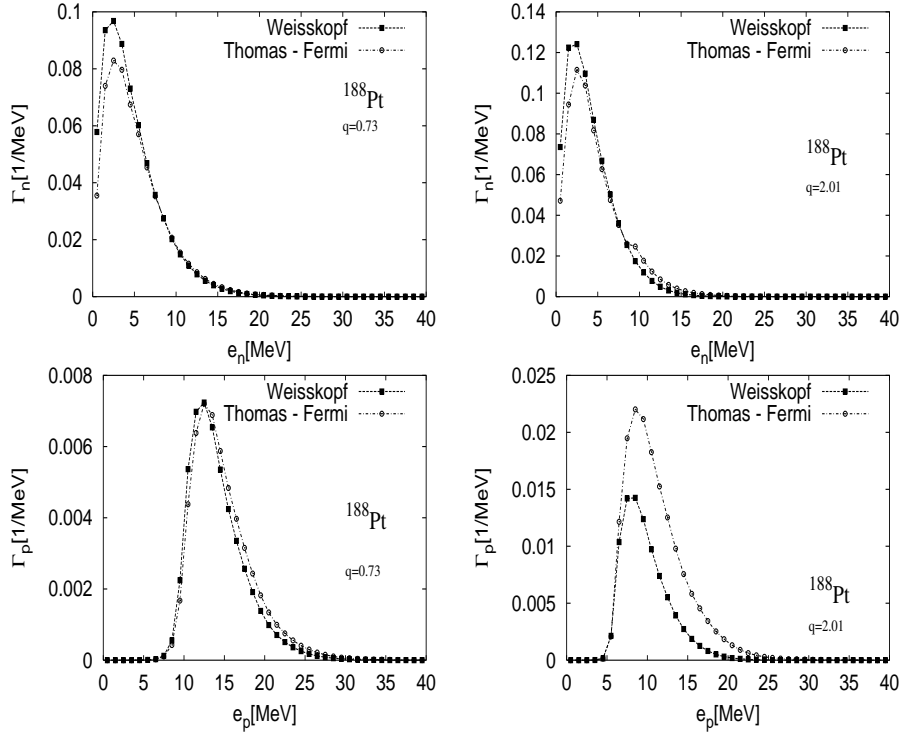 0.1
0.08
0.06
0.04
0.02
0
Γn[1/MeV]
Weisskopf
Thomas - Fermi
188Pt
q=0.73
0 5 10 15 20 25 30 35 40
en[MeV]
0.14
0.12
0.1
0.08
0.06
0.04
0.02
0
Γn[1/MeV]
Weisskopf
Thomas - Fermi
188Pt
q=2.01
0 5 10 15 20 25 30 35 40
en[MeV]
0.008
0.006
0.004
0.002
0
Γp[1/MeV]
Weisskopf
Thomas - Fermi
188Pt
q=0.73
0 5 10 15 20 25 30 35 40
ep[MeV]
0.025
0.02
0.015
0.01
0.005
0
Γp[1/MeV]
Weisskopf
Thomas - Fermi
188Pt
q=2.01
0 5 10 15 20 25 30 35 40
ep[MeV]